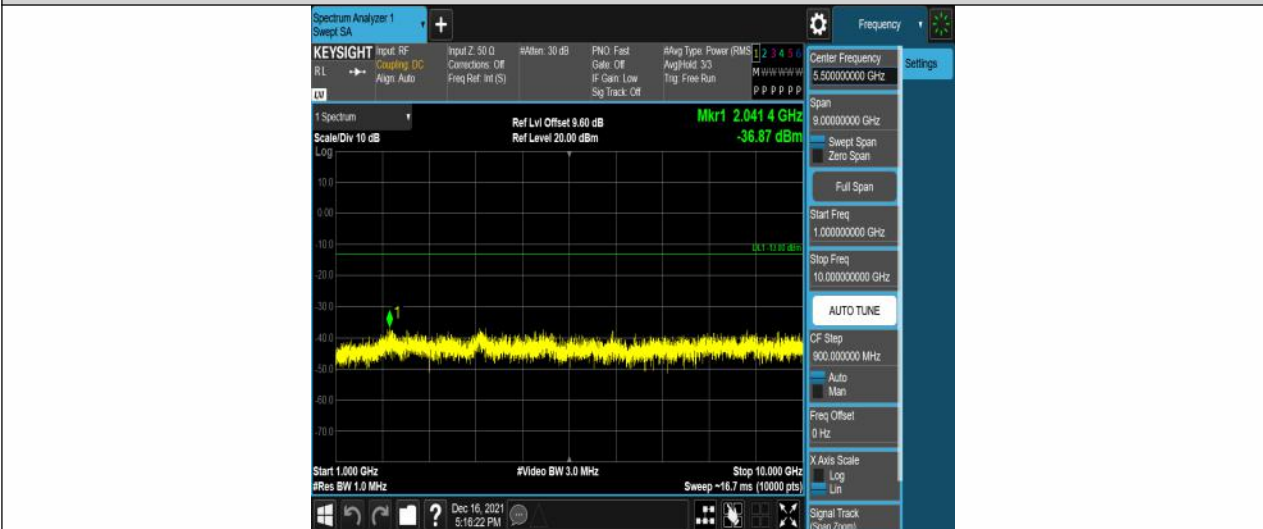 Spectrum Analyzer 1
Swept SA
Frequency
KEYSIGHT
RL
LV
Input: RF
Coupling: DC
Align: Auto
Input Z: 50 Ω
Corrections: Off
Freq Ref: Int (S)
#Atten: 30 dB
PNO: Fast
Gate: Off
IF Gain: Low
Sig Track: Off
#Avg Type: Power (RMS
Avg|Hold: 3/3
Trig: Free Run
1 2 3 4 5 6
M W W W W W
P P P P P P
1 Spectrum
Scale/Div 10 dB
Ref Lvl Offset 9.60 dB
Ref Level 20.00 dBm
Mkr1 2.041 4 GHz
-36.87 dBm
Log
10.0
0.00
-10.0
-20.0
-30.0
-40.0
-50.0
-60.0
-70.0
DL1 -13.00 dBm
1
Start 1.000 GHz
#Res BW 1.0 MHz
#Video BW 3.0 MHz
Stop 10.000 GHz
Sweep ~16.7 ms (10000 pts)
Dec 16, 2021
5:16:22 PM
Center Frequency
5.500000000 GHz
Settings
Span
9.00000000 GHz
Swept Span
Zero Span
Full Span
Start Freq
1.000000000 GHz
Stop Freq
10.000000000 GHz
AUTO TUNE
CF Step
900.000000 MHz
Auto
Man
Freq Offset
0 Hz
X Axis Scale
Log
Lin
Signal Track
(Span Zoom)